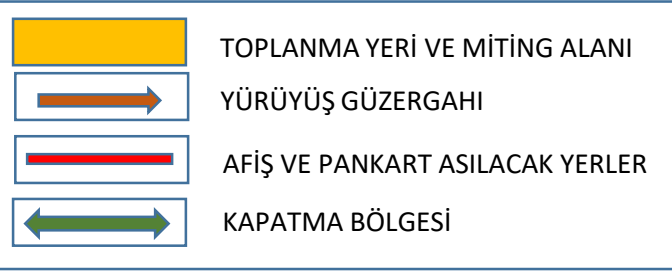 TOPLANMA YERİ VE MİTİNG ALANI
YÜRÜYÜŞ GÜZERGAHI
AFİŞ VE PANKART ASILACAK YERLER
KAPATMA BÖLGESİ